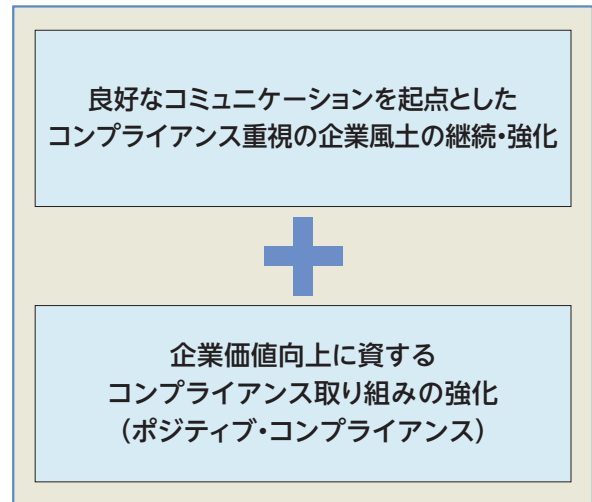 良好なコミュニケーションを起点とした
コンプライアンス重視の企業風土の継続・強化
企業価値向上に資する
コンプライアンス取り組みの強化
（ポジティブ・コンプライアンス）